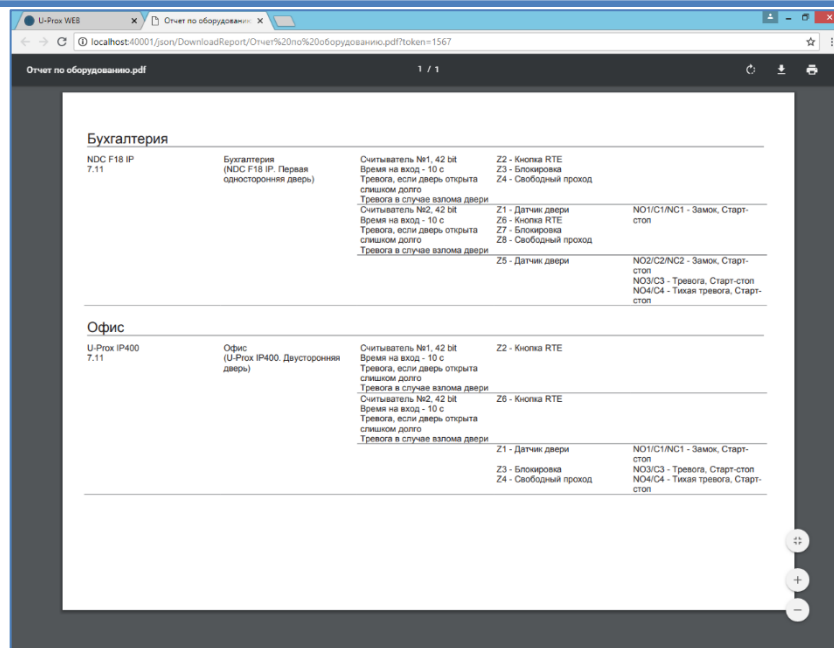 U-Prox WEB
Отчет по оборудовани
localhost:40001/json/DownloadReport/Отчет%20по%20оборудованию.pdf?token=1567
Отчет по оборудованию.pdf
1 / 1
Бухгалтерия
NDC F18 IP
7.11
Бухгалтерия
(NDC F18 IP. Первая
односторонняя дверь)
Считыватель №1, 42 bit
Время на вход - 10 с
Тревога, если дверь открыта
слишком долго
Тревога в случае взлома двери
Z2 - Кнопка RTE
Z3 - Блокировка
Z4 - Свободный проход
Считыватель №2, 42 bit
Время на вход - 10 с
Тревога, если дверь открыта
слишком долго
Тревога в случае взлома двери
Z1 - Датчик двери
Z6 - Кнопка RTE
Z7 - Блокировка
Z8 - Свободный проход
NO1/C1/NC1 - Замок, Старт-
стоп
Z5 - Датчик двери
NO2/C2/NC2 - Замок, Старт-
стоп
NO3/C3 - Тревога, Старт-стоп
NO4/C4 - Тихая тревога, Старт-
стоп
Офис
U-Prox IP400
7.11
Офис
(U-Prox IP400. Двусторонняя
дверь)
Считыватель №1, 42 bit
Время на вход - 10 с
Тревога, если дверь открыта
слишком долго
Тревога в случае взлома двери
Z2 - Кнопка RTE
Считыватель №2, 42 bit
Время на вход - 10 с
Тревога, если дверь открыта
слишком долго
Тревога в случае взлома двери
Z6 - Кнопка RTE
Z1 - Датчик двери
Z3 - Блокировка
Z4 - Свободный проход
NO1/C1/NC1 - Замок, Старт-
стоп
NO3/C3 - Тревога, Старт-стоп
NO4/C4 - Тихая тревога, Старт-
стоп